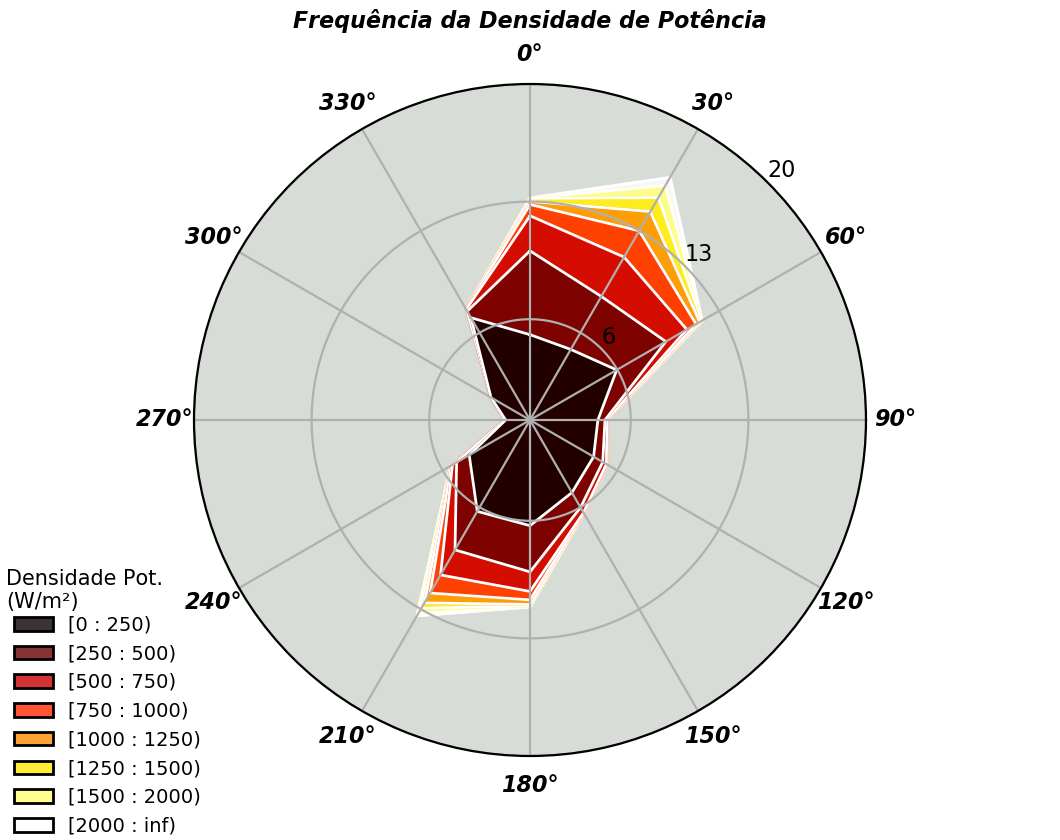 Frequência da Densidade de Potência
0°
330°
30°
20
300°
60°
13
6
270°
90°
240°
120°
210°
150°
180°
Densidade Pot.
(W/m²)
[0 : 250)
[250 : 500)
[500 : 750)
[750 : 1000)
[1000 : 1250)
[1250 : 1500)
[1500 : 2000)
[2000 : inf)